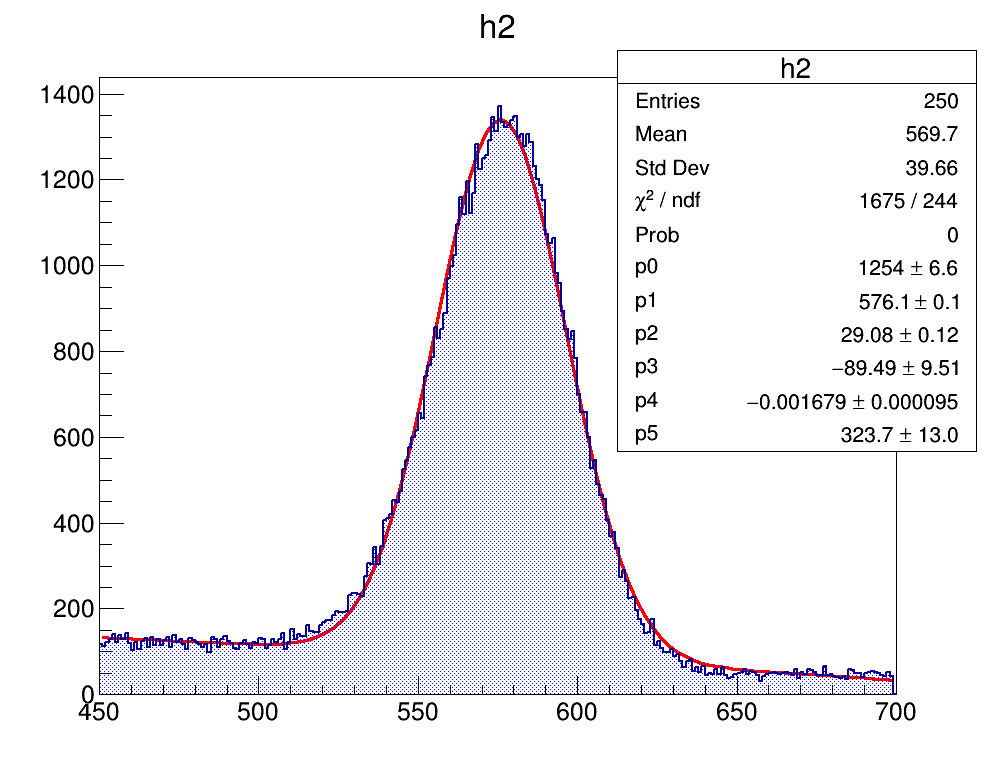 h2
h2
Entries 250
Mean 569.7
Std Dev 39.66
χ² / ndf 1675 / 244
Prob 0
p0 1254 ± 6.6
p1 576.1 ± 0.1
p2 29.08 ± 0.12
p3 −89.49 ± 9.51
p4 −0.001679 ± 0.000095
p5 323.7 ± 13.0
1400
1200
1000
800
600
400
200
0
450 500 550 600 650 700